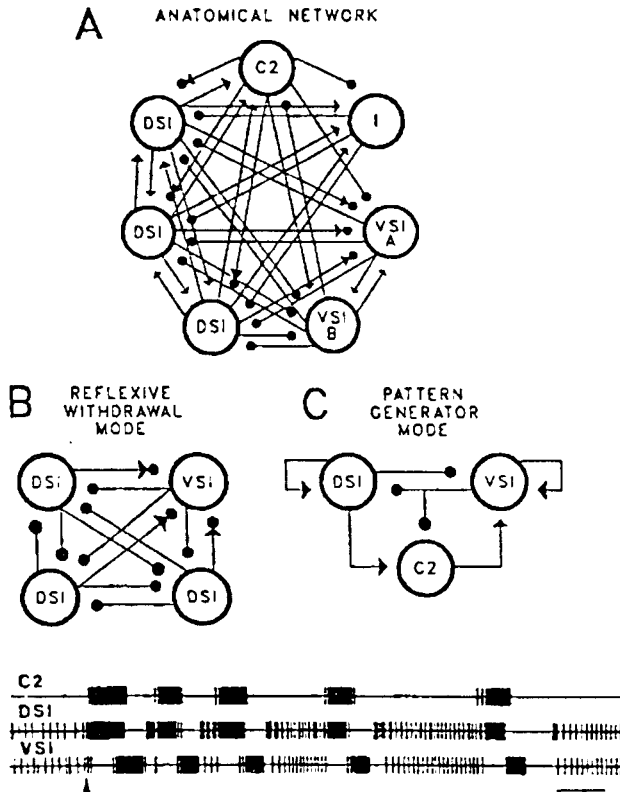 A
ANATOMICAL NETWORK
C2
DSI
I
DSI
VSI
A
DSI
VSI
B
B
REFLEXIVE
WITHDRAWAL
MODE
DSI
VSI
DSI
DSI
C
PATTERN
GENERATOR
MODE
DSI
VSI
C2
C2
DSI
VSI